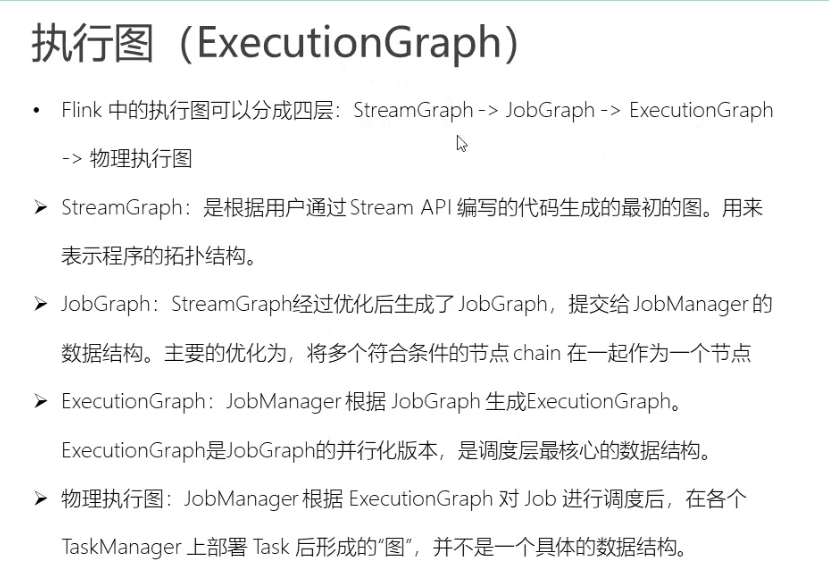 执行图（ExecutionGraph）
• Flink 中的执行图可以分成四层：StreamGraph -> JobGraph -> ExecutionGraph
-> 物理执行图
➢ StreamGraph：是根据用户通过 Stream API 编写的代码生成的最初的图。用来
表示程序的拓扑结构。
➢ JobGraph：StreamGraph经过优化后生成了 JobGraph，提交给 JobManager 的
数据结构。主要的优化为，将多个符合条件的节点 chain 在一起作为一个节点
➢ ExecutionGraph：JobManager 根据 JobGraph 生成ExecutionGraph。
ExecutionGraph是JobGraph的并行化版本，是调度层最核心的数据结构。
➢ 物理执行图：JobManager 根据 ExecutionGraph 对 Job 进行调度后，在各个
TaskManager 上部署 Task 后形成的“图”，并不是一个具体的数据结构。